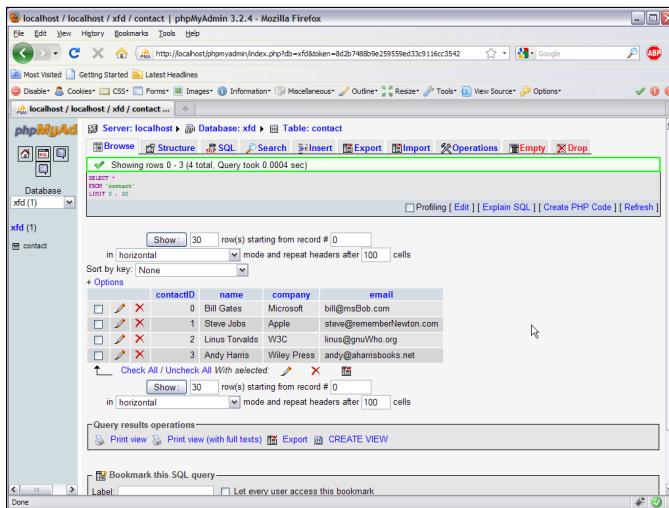 localhost / localhost / xfd / contact | phpMyAdmin 3.2.4 - Mozilla Firefox
File Edit View History Bookmarks Tools Help
http://localhost/phpmyadmin/index.php?db=xfd&token=8d2b7488b9e259559ed33c9116cc3542 Google ABP
Most Visited Getting Started Latest Headlines
Disable Cookies CSS Forms Images Information Miscellaneous Outline Resize Tools View Source Options
localhost / localhost / xfd / contact ...
phpMyAd
Server: localhost Database: xfd Table: contact
Browse Structure SQL Search Insert Export Import Operations Empty Drop
Showing rows 0 - 3 (4 total, Query took 0.0004 sec)
SELECT *
FROM `contact`
LIMIT 0 , 30
Database
xfd (1)
Profiling [ Edit ] [ Explain SQL ] [ Create PHP Code ] [ Refresh ]
xfd (1)
contact
Show : 30 row(s) starting from record # 0
in horizontal mode and repeat headers after 100 cells
Sort by key: None
+ Options
contactID name company email
0 Bill Gates Microsoft bill@msBob.com
1 Steve Jobs Apple steve@rememberNewton.com
2 Linus Torvalds W3C linus@gnuWho.org
3 Andy Harris Wiley Press andy@aharrisbooks.net
Check All / Uncheck All With selected:
Show : 30 row(s) starting from record # 0
in horizontal mode and repeat headers after 100 cells
Query results operations
Print view Print view (with full texts) Export CREATE VIEW
Bookmark this SQL query
Label: Let every user access this bookmark
Done